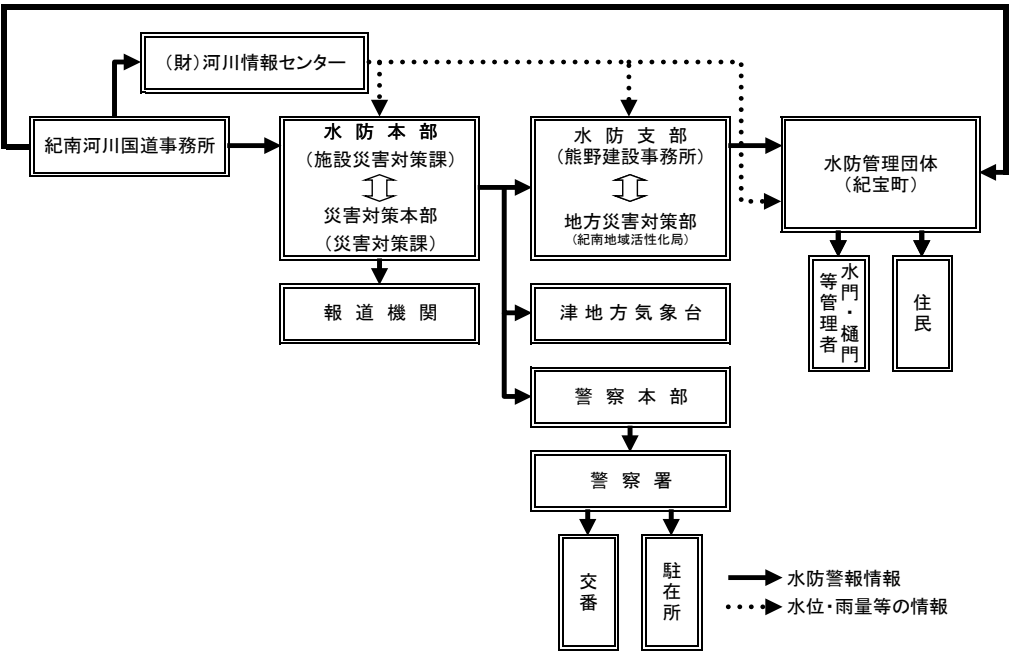 (財)河川情報センター
紀南河川国道事務所
水防本部
(施設災害対策課)
災害対策本部
(災害対策課)
水防支部
(熊野建設事務所)
地方災害対策部
(紀南地域活性化局)
水防管理団体
(紀宝町)
報道機関
津地方気象台
水門・樋門
等管理者
住民
警察本部
警察署
交番
駐在所
水防警報情報
水位・雨量等の情報